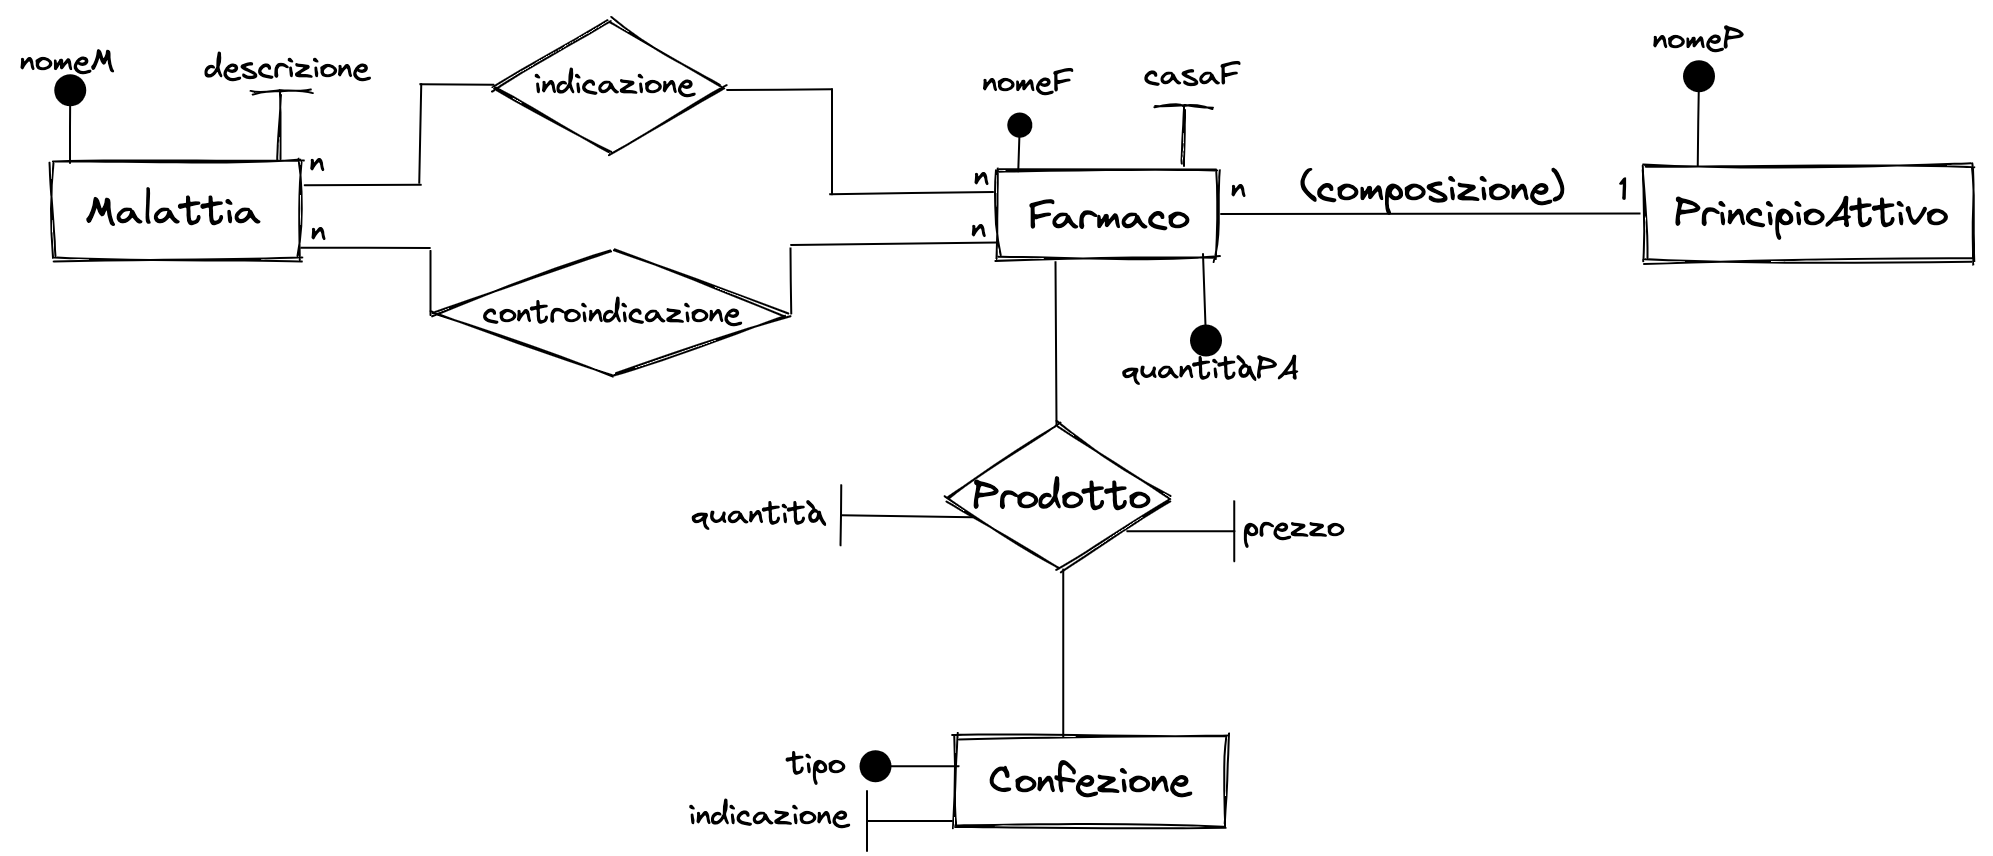 nomeM
descrizione
indicazione
nomeF
casaF
nomeP
n
n
Malattia
Farmaco
n
(composizione)
1
PrincipioAttivo
n
n
controindicazione
quantitàPA
quantità
Prodotto
prezzo
tipo
Confezione
indicazione